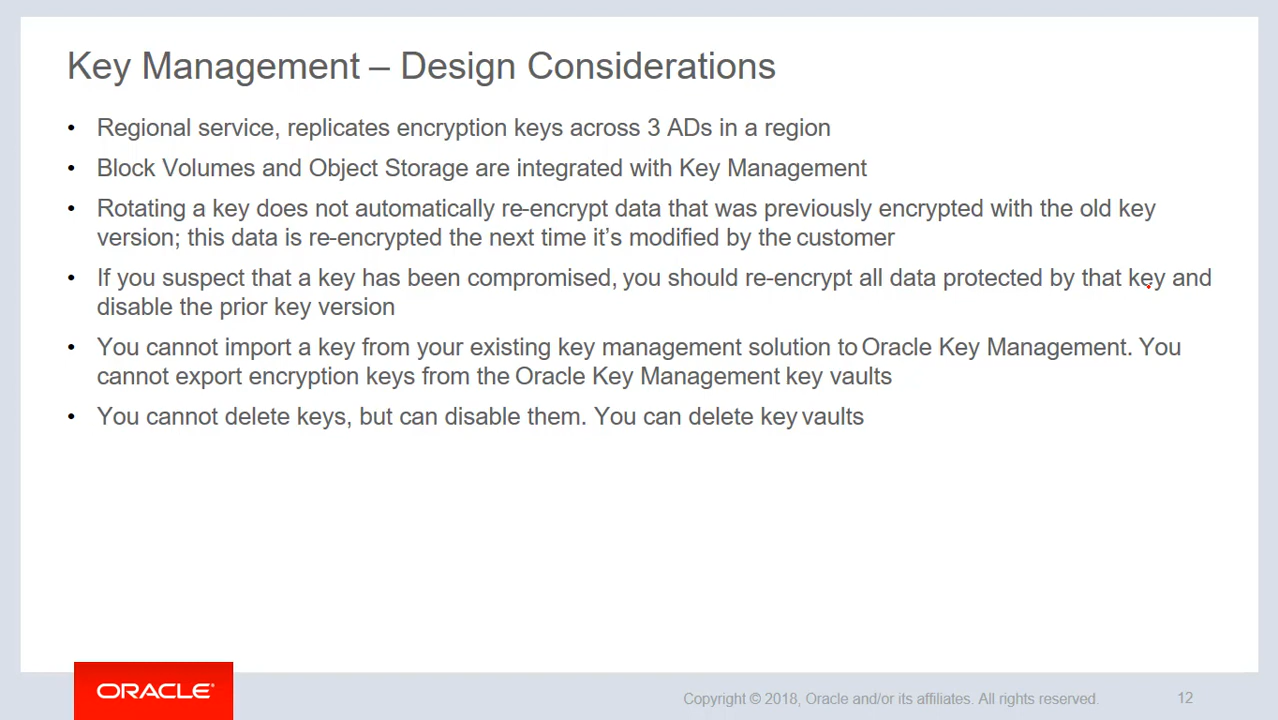 Key Management – Design Considerations
• Regional service, replicates encryption keys across 3 ADs in a region
• Block Volumes and Object Storage are integrated with Key Management
• Rotating a key does not automatically re-encrypt data that was previously encrypted with the old key
version; this data is re-encrypted the next time it’s modified by the customer
• If you suspect that a key has been compromised, you should re-encrypt all data protected by that key and
disable the prior key version
• You cannot import a key from your existing key management solution to Oracle Key Management. You
cannot export encryption keys from the Oracle Key Management key vaults
• You cannot delete keys, but can disable them. You can delete key vaults
ORACLE®
Copyright © 2018, Oracle and/or its affiliates. All rights reserved. 12